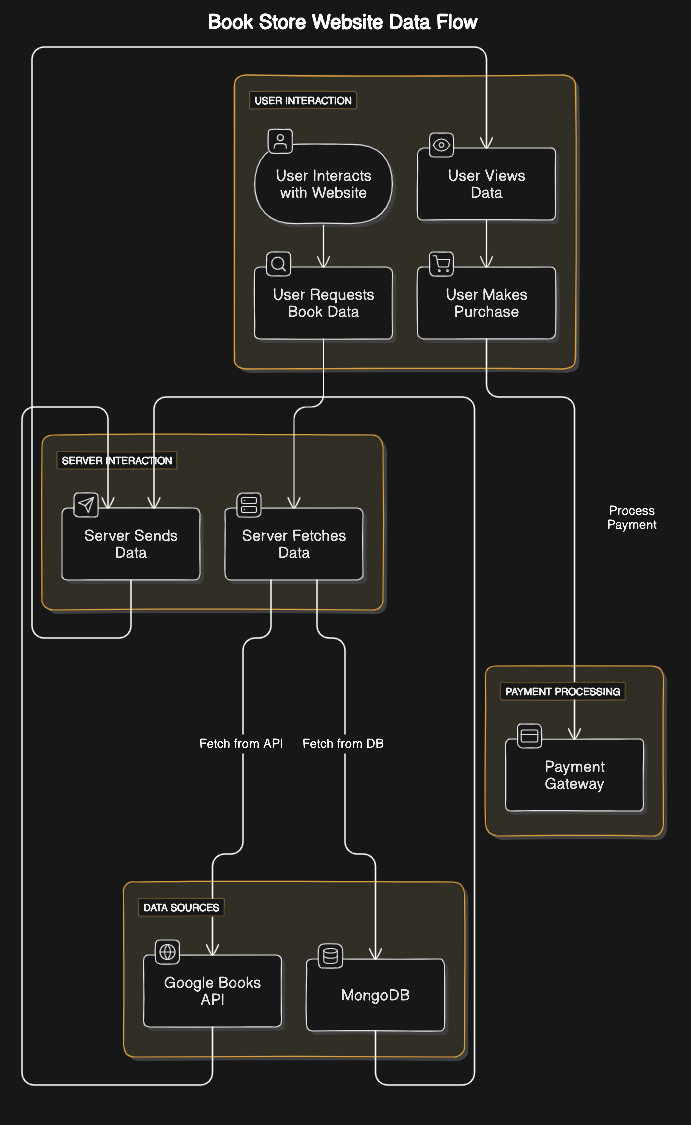 Book Store Website Data Flow
USER INTERACTION
User Interacts
with Website
User Views
Data
User Requests
Book Data
User Makes
Purchase
SERVER INTERACTION
Server Sends
Data
Server Fetches
Data
Process
Payment
PAYMENT PROCESSING
Payment
Gateway
Fetch from API
Fetch from DB
DATA SOURCES
Google Books
API
MongoDB